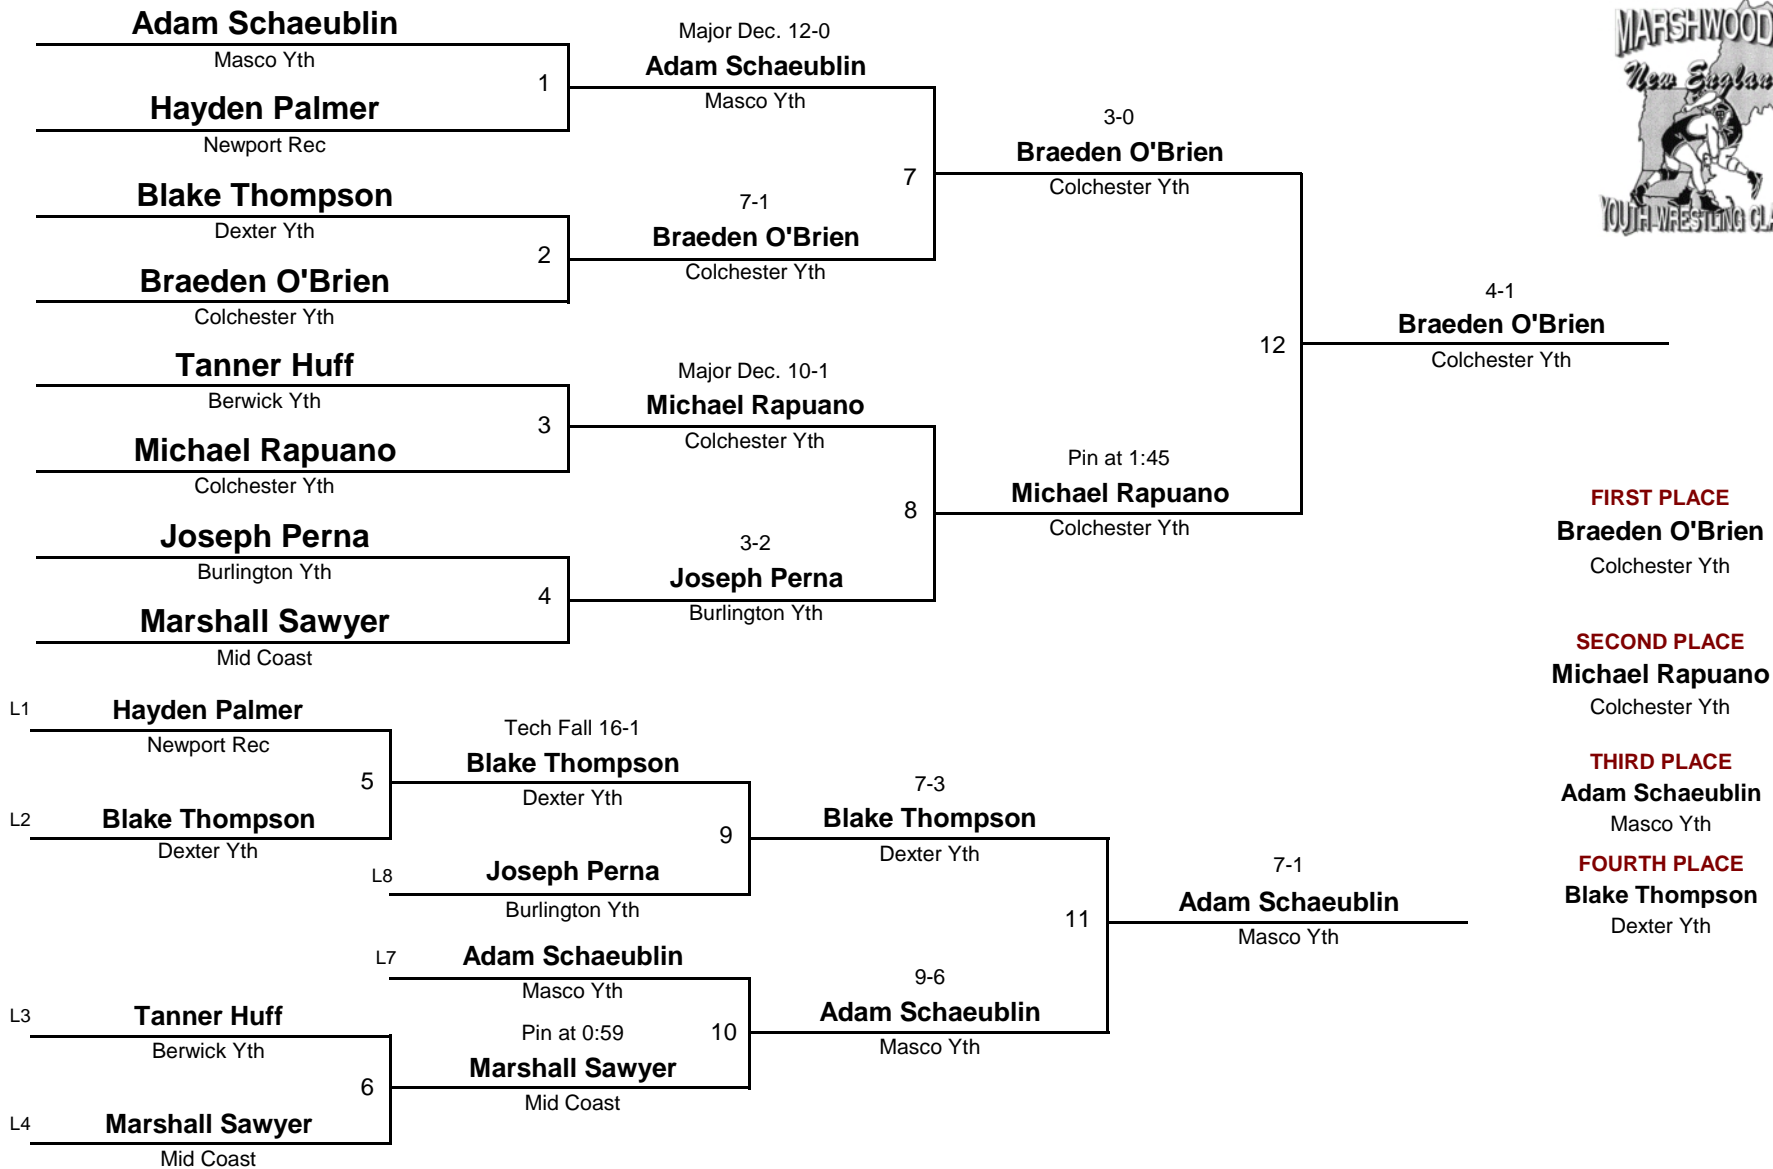 Adam Schaeublin
Masco Yth
1
Hayden Palmer
Newport Rec
Blake Thompson
Dexter Yth
2
Braeden O'Brien
Colchester Yth
Tanner Huff
Berwick Yth
3
Michael Rapuano
Colchester Yth
Joseph Perna
Burlington Yth
4
Marshall Sawyer
Mid Coast
Major Dec. 12-0
Adam Schaeublin
Masco Yth
7
7-1
Braeden O'Brien
Colchester Yth
Major Dec. 10-1
Michael Rapuano
Colchester Yth
8
3-2
Joseph Perna
Burlington Yth
3-0
Braeden O'Brien
Colchester Yth
12
Pin at 1:45
Michael Rapuano
Colchester Yth
4-1
Braeden O'Brien
Colchester Yth
L1 Hayden Palmer
Newport Rec
5
L2 Blake Thompson
Dexter Yth
Tech Fall 16-1
Blake Thompson
Dexter Yth
9
L8 Joseph Perna
Burlington Yth
L7 Adam Schaeublin
Masco Yth
10
L3 Tanner Huff
Berwick Yth
6
L4 Marshall Sawyer
Mid Coast
Pin at 0:59
Marshall Sawyer
Mid Coast
7-3
Blake Thompson
Dexter Yth
11
9-6
Adam Schaeublin
Masco Yth
7-1
Adam Schaeublin
Masco Yth
MARSHWOOD
New Englan
YOUTH WRESTLING CLA
FIRST PLACE
Braeden O'Brien
Colchester Yth
SECOND PLACE
Michael Rapuano
Colchester Yth
THIRD PLACE
Adam Schaeublin
Masco Yth
FOURTH PLACE
Blake Thompson
Dexter Yth